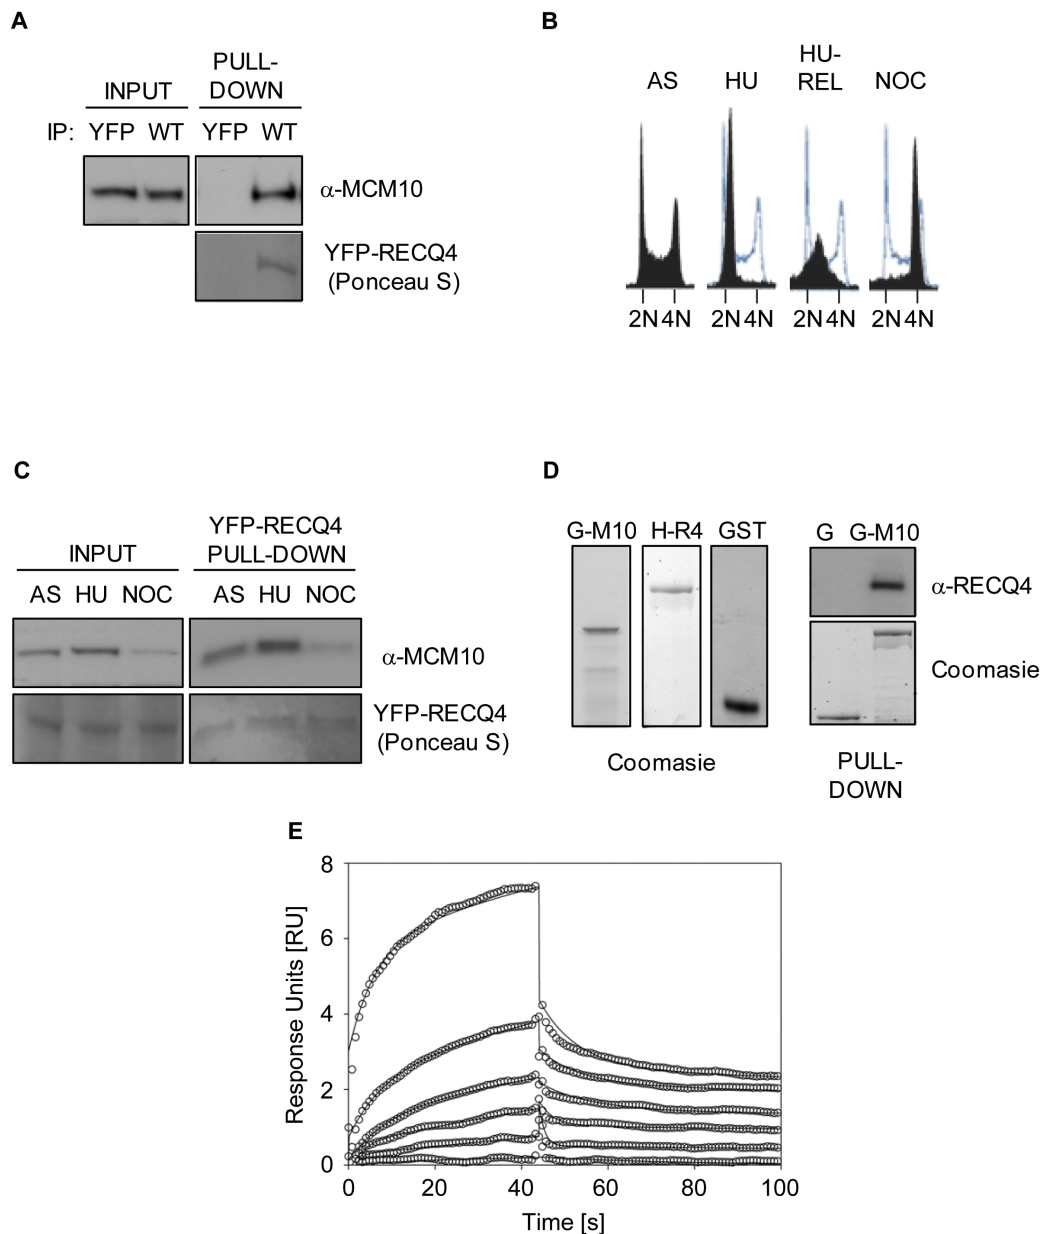 A
PULL-
DOWN
INPUT
IP: YFP WT YFP WT
α-MCM10
YFP-RECQ4
(Ponceau S)
B
AS HU HU-
REL NOC
2N 4N 2N 4N 2N 4N 2N 4N
C
YFP-RECQ4
INPUT PULL-DOWN
AS HU NOC AS HU NOC
α-MCM10
YFP-RECQ4
(Ponceau S)
D
G-M10 H-R4 GST G G-M10
α-RECQ4
Coomasie
Coomasie
PULL-
DOWN
E
Response Units [RU]
8
6
4
2
0
0 20 40 60 80 100
Time [s]